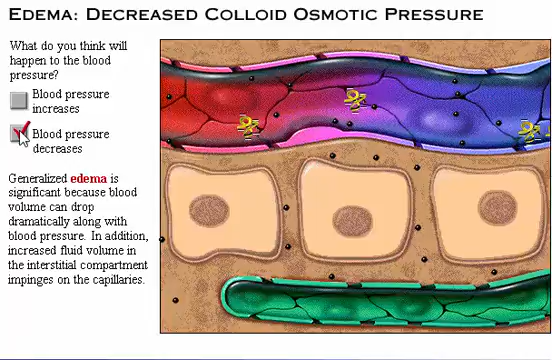 EDEMA: DECREASED COLLOID OSMOTIC PRESSURE
What do you think will
happen to the blood
pressure?
Blood pressure
increases
Blood pressure
decreases
Generalized edema is
significant because blood
volume can drop
dramatically along with
blood pressure. In addition,
increased fluid volume in
the interstitial compartment
impinges on the capillaries.